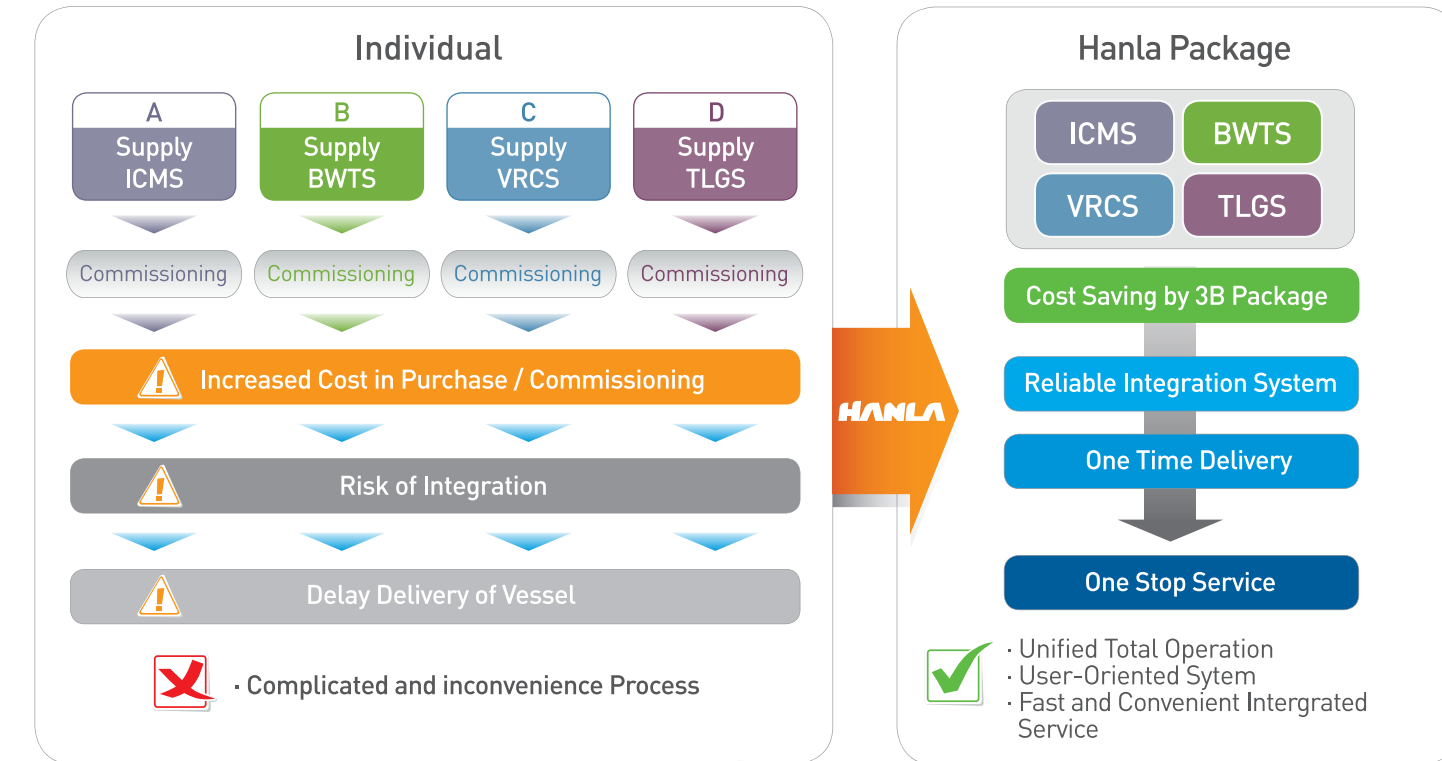 Individual
A
Supply
ICMS
B
Supply
BWTS
C
Supply
VRCS
D
Supply
TLGS
Commissioning
Commissioning
Commissioning
Commissioning
Increased Cost in Purchase / Commissioning
Risk of Integration
Delay Delivery of Vessel
· Complicated and inconvenience Process
HANLA
Hanla Package
ICMS
BWTS
VRCS
TLGS
Cost Saving by 3B Package
Reliable Integration System
One Time Delivery
One Stop Service
· Unified Total Operation
· User-Oriented Sytem
· Fast and Convenient Intergrated
Service